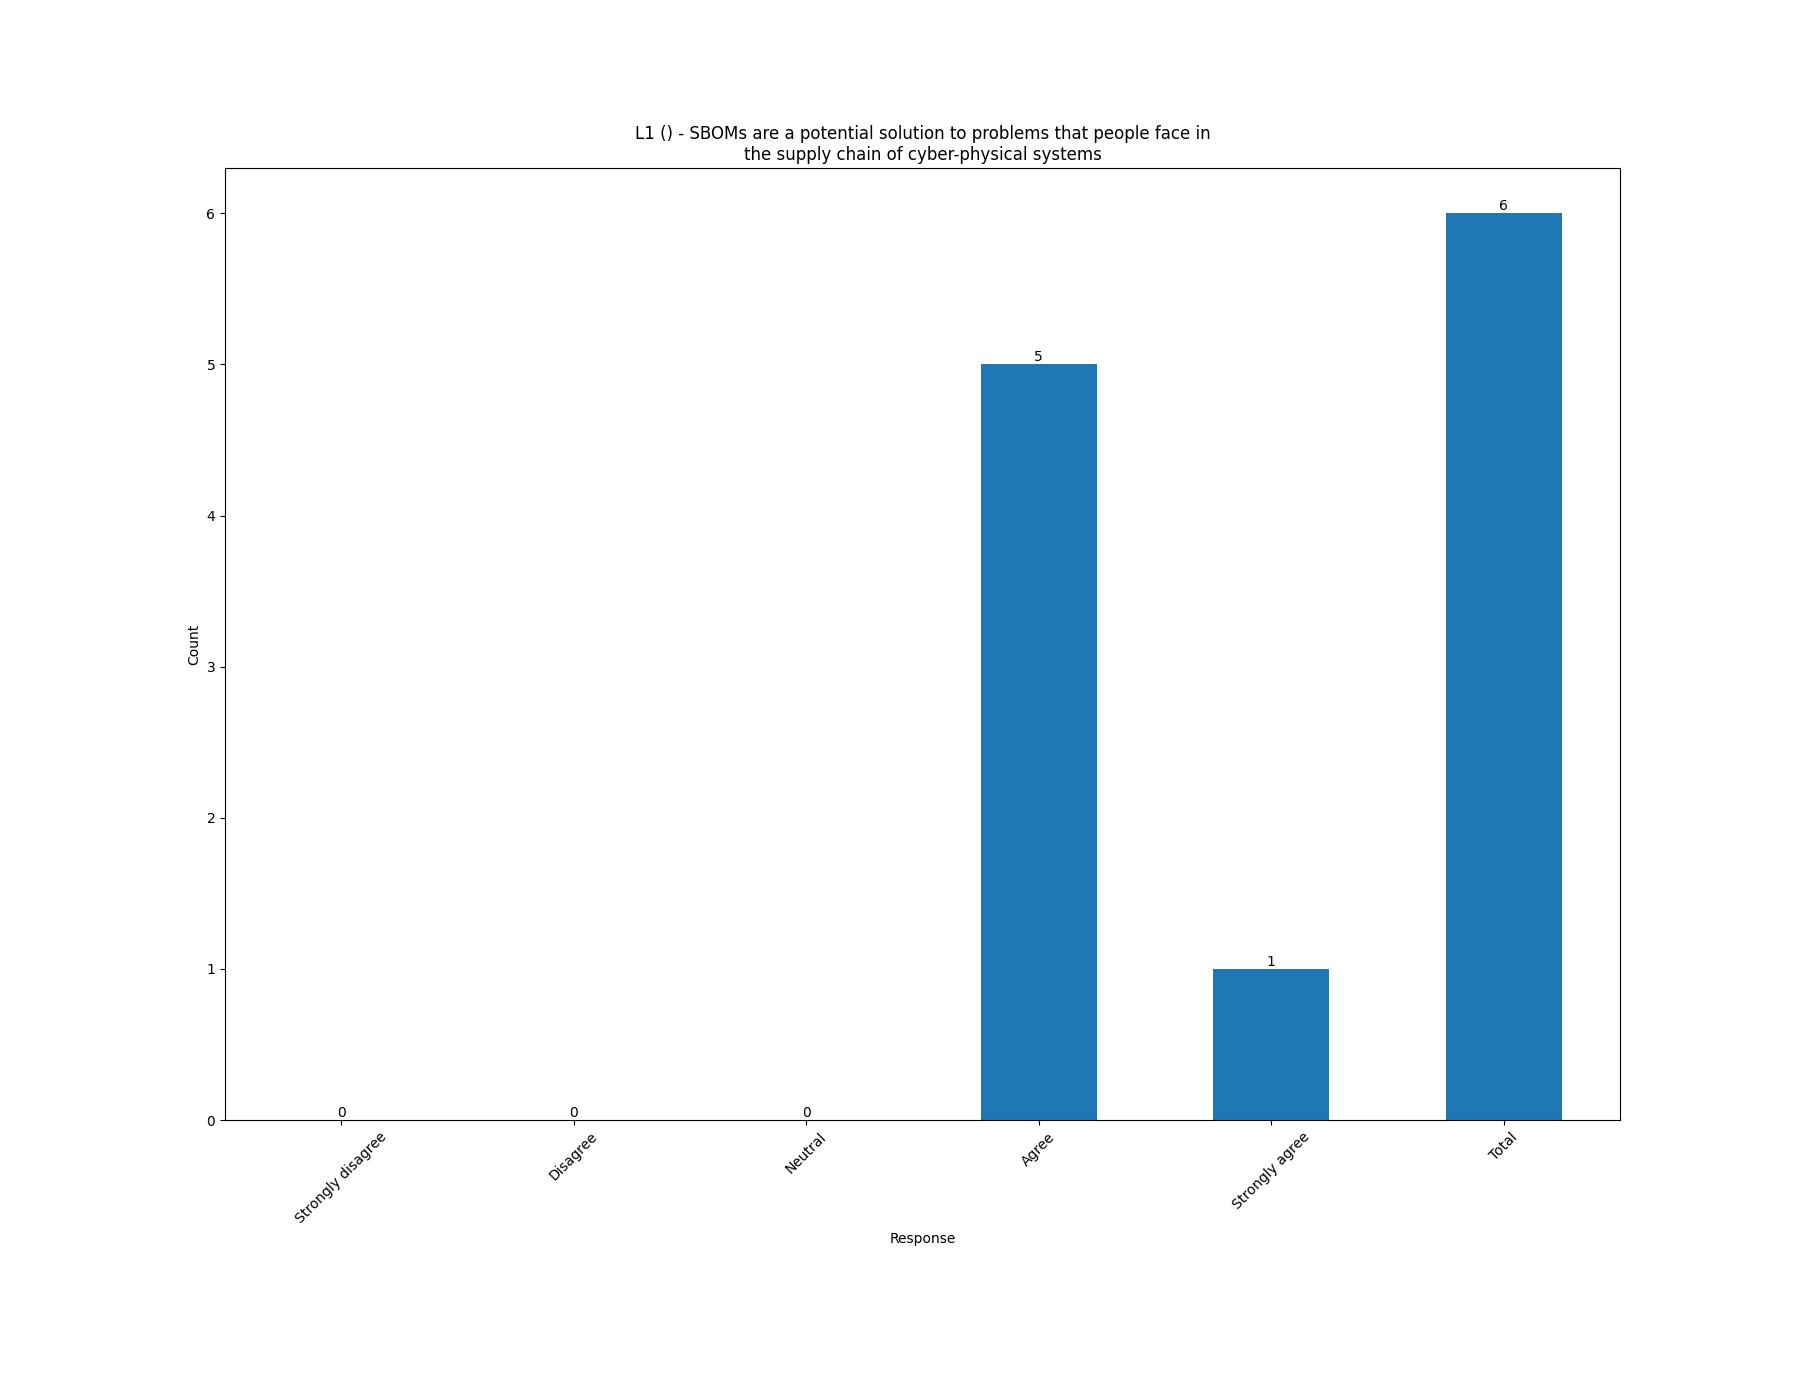 L1 () - SBOMs are a potential solution to problems that people face in
the supply chain of cyber-physical systems
6
5
4
3
2
1
0
Count
0
0
0
5
1
6
Strongly disagree
Disagree
Neutral
Agree
Strongly agree
Total
Response